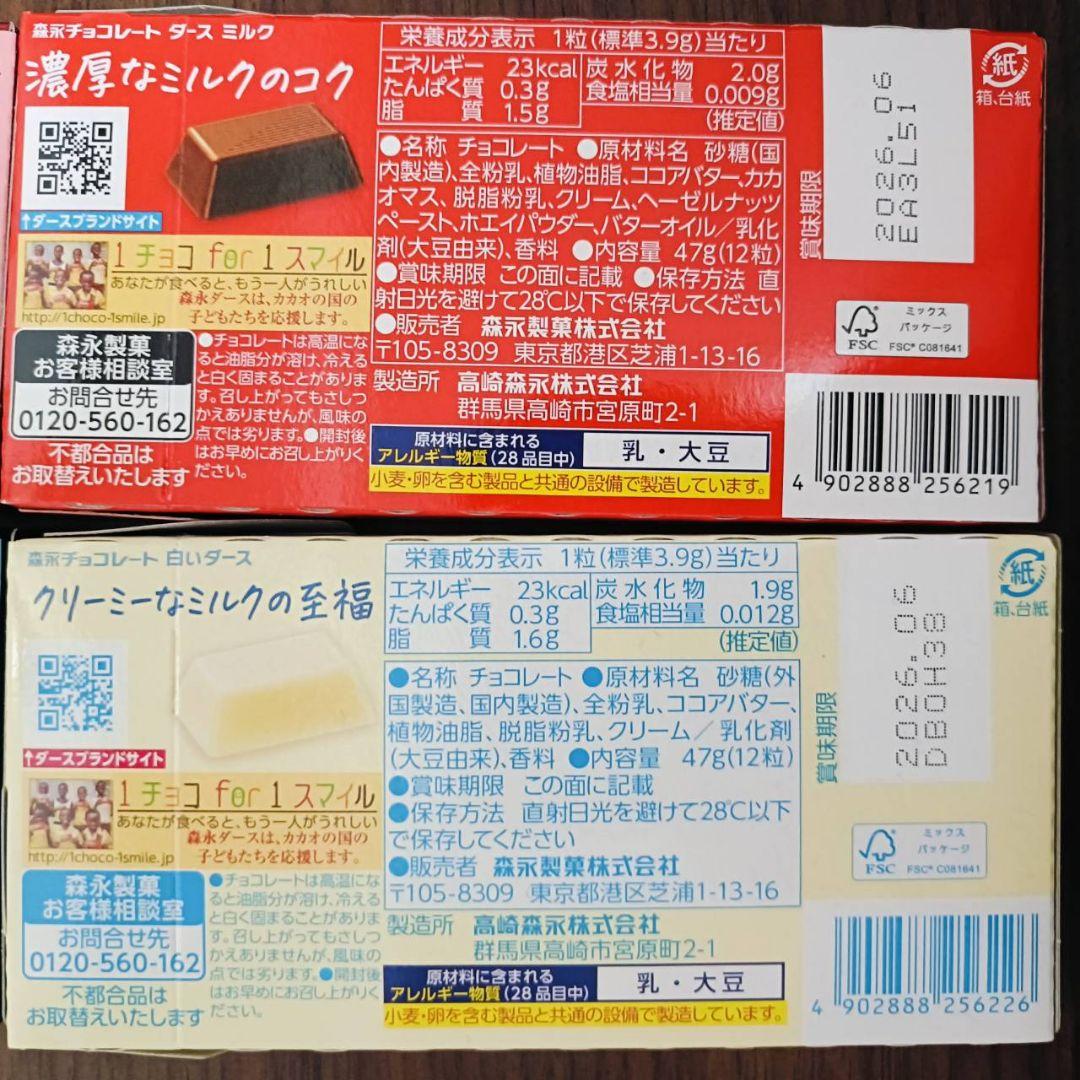 森永チョコレート ダース ミルク
濃厚なミルクのコク
↑ダースブランドサイト
1チョコ for 1スマイル
あなたが食べると、もう一人がうれしい
森永ダースは、カカオの国の
子どもたちを応援します。
http://1choco-1smile.jp
森永製菓
お客様相談室
お問合せ先
0120-560-162
不都合品は
お取替えいたします
●チョコレートは高温にな
ると油脂分が溶け、冷える
と白く固まることがありま
す。召し上がってもさしつ
かえありませんが、風味の
点では劣ります。●開封後
はお早めにお召し上がりく
ださい。
栄養成分表示 1粒(標準3.9g)当たり
エネルギー 23kcal
たんぱく質 0.3g
脂質 1.5g
炭水化物 2.0g
食塩相当量 0.009g
(推定値)
●名称 チョコレート ●原材料名 砂糖(国
内製造)、全粉乳、植物油脂、ココアバター、カカ
オマス、脱脂粉乳、クリーム、ヘーゼルナッツ
ペースト、ホエイパウダー、バターオイル/乳化
剤(大豆由来)、香料 ●内容量 47g(12粒)
●賞味期限 この面に記載 ●保存方法 直
射日光を避けて28℃以下で保存してください
●販売者 森永製菓株式会社
〒105-8309 東京都港区芝浦1-13-16
製造所 高崎森永株式会社
群馬県高崎市宮原町2-1
原材料に含まれる
アレルギー物質(28品目中)
乳・大豆
小麦・卵を含む製品と共通の設備で製造しています。
賞味期限
2026.06
EA3L51
紙
箱、台紙
FSC
ミックス
パッケージ
FSC® C081641
4 902888 256219
森永チョコレート 白いダース
クリーミーなミルクの至福
↑ダースブランドサイト
1チョコ for 1スマイル
あなたが食べると、もう一人がうれしい
森永ダースは、カカオの国の
子どもたちを応援します。
http://1choco-1smile.jp
森永製菓
お客様相談室
お問合せ先
0120-560-162
不都合品は
お取替えいたします
●チョコレートは高温にな
ると油脂分が溶け、冷える
と白く固まることがありま
す。召し上がってもさしつ
かえありませんが、風味の
点では劣ります。●開封後
はお早めにお召し上がりく
ださい。
栄養成分表示 1粒(標準3.9g)当たり
エネルギー 23kcal
たんぱく質 0.3g
脂質 1.6g
炭水化物 1.9g
食塩相当量 0.012g
(推定値)
●名称 チョコレート ●原材料名 砂糖(外
国製造、国内製造)、全粉乳、ココアバター、
植物油脂、脱脂粉乳、クリーム/乳化剤
(大豆由来)、香料 ●内容量 47g(12粒)
●賞味期限 この面に記載
●保存方法 直射日光を避けて28℃以下
で保存してください
●販売者 森永製菓株式会社
〒105-8309 東京都港区芝浦1-13-16
製造所 高崎森永株式会社
群馬県高崎市宮原町2-1
原材料に含まれる
アレルギー物質(28品目中)
乳・大豆
小麦・卵を含む製品と共通の設備で製造しています。
賞味期限
2026.06
DB0H38
紙
箱、台紙
FSC
ミックス
パッケージ
FSC® C081641
4 902888 256226